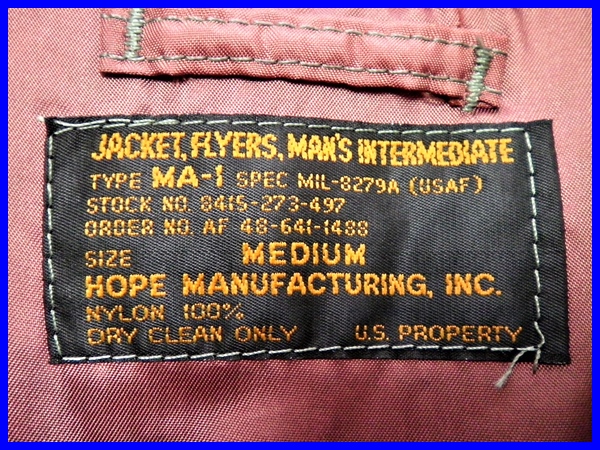 JACKET, FLYERS, MAN'S INTERMEDIATE
TYPE MA-1 SPEC MIL-8279A (USAF)
STOCK NO. 8415-273-497
ORDER NO. AF 48-641-1488
SIZE MEDIUM
HOPE MANUFACTURING, INC.
NYLON 100%
DRY CLEAN ONLY U.S. PROPERTY